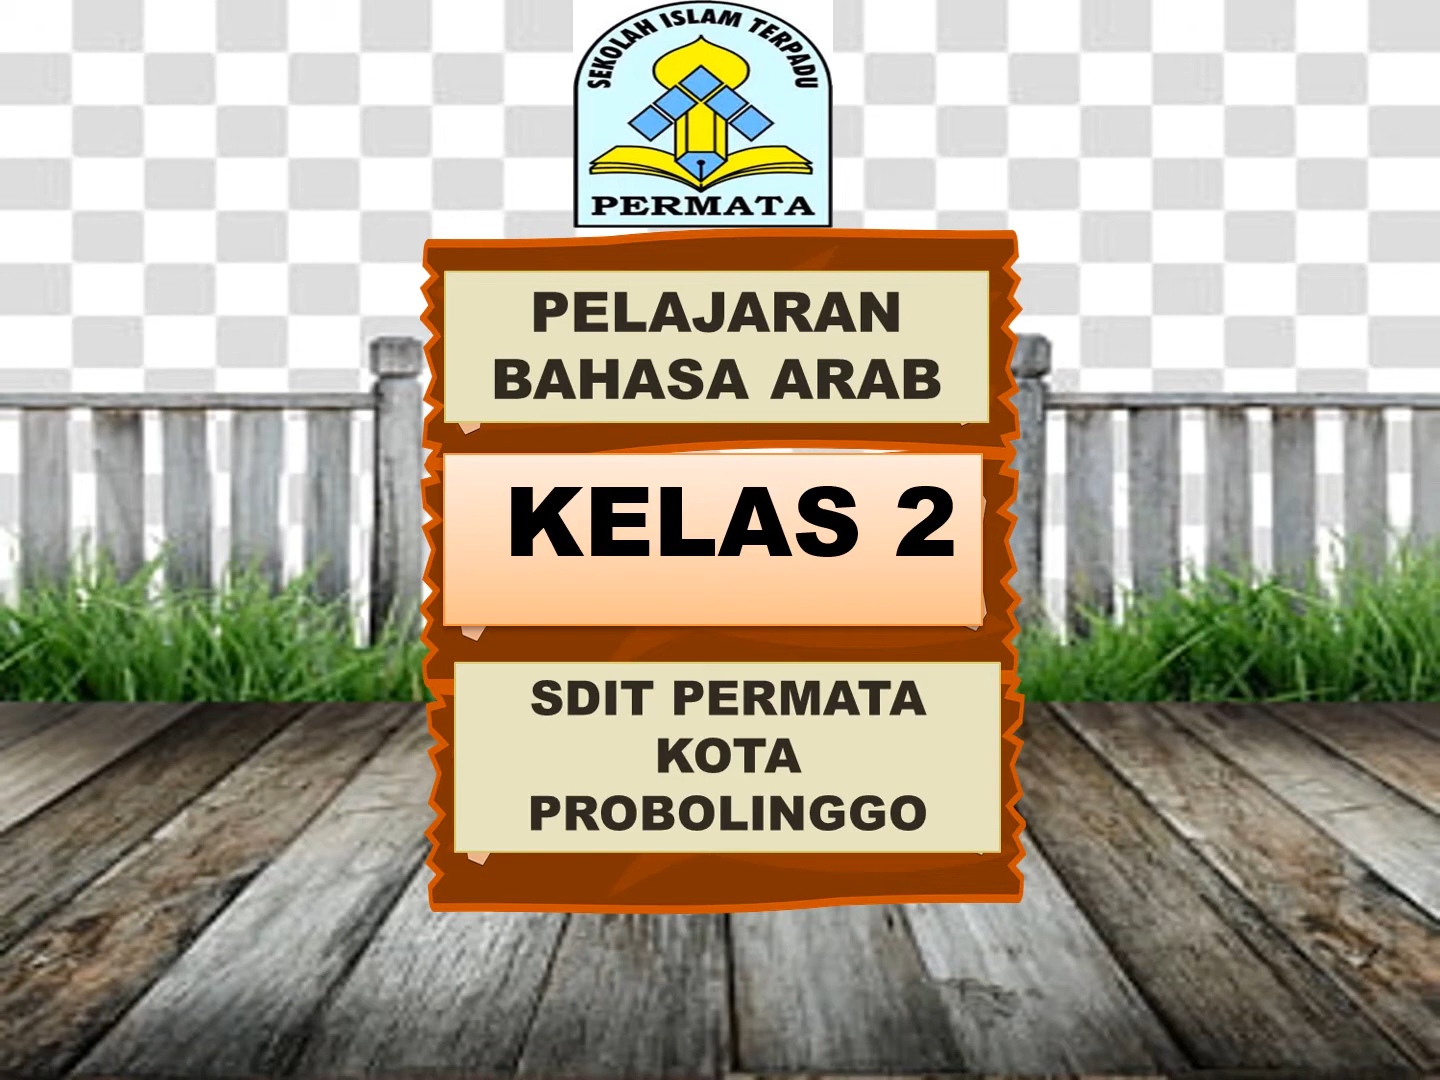 SEKOLAH ISLAM TERPADU
PERMATA
PELAJARAN
BAHASA ARAB
KELAS 2
SDIT PERMATA
KOTA
PROBOLINGGO